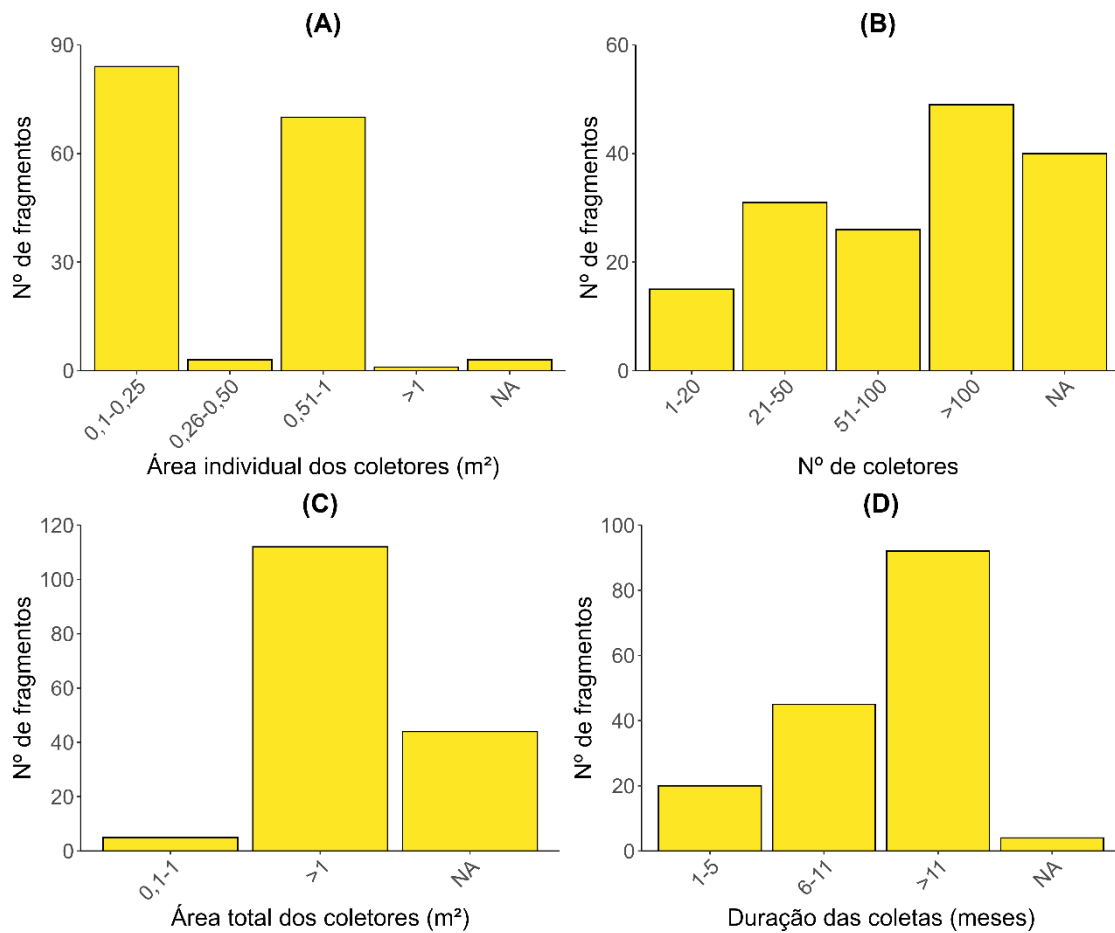 (A)
Nº de fragmentos
90
60
30
0
0,1-0,25
0,26-0,50
0,51-1
>1
NA
Área individual dos coletores (m²)
(B)
Nº de fragmentos
60
40
20
0
1-20
21-50
51-100
>100
NA
Nº de coletores
(C)
Nº de fragmentos
120
100
80
60
40
20
0
0,1-1
>1
NA
Área total dos coletores (m²)
(D)
Nº de fragmentos
100
80
60
40
20
0
1-5
6-11
>11
NA
Duração das coletas (meses)